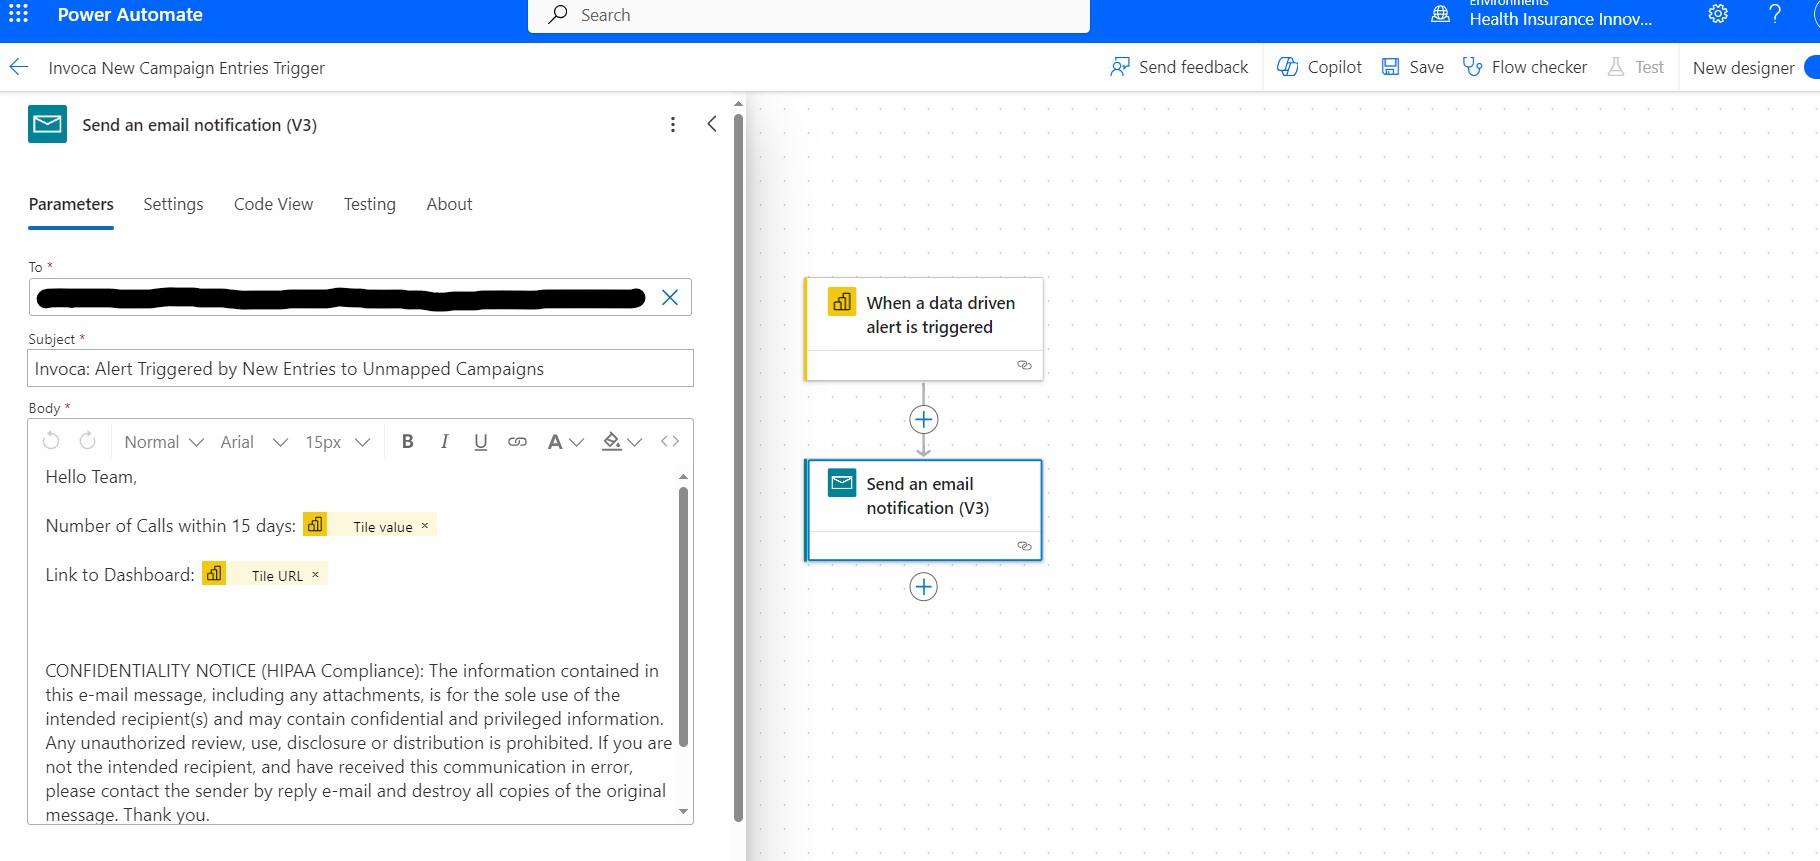 Power Automate
Search
Environments
Health Insurance Innov...
?
Invoca New Campaign Entries Trigger
Send feedback
Copilot
Save
Flow checker
Test
New designer
Send an email notification (V3)
Parameters
Settings
Code View
Testing
About
To *
Subject *
Invoca: Alert Triggered by New Entries to Unmapped Campaigns
Body *
Normal
Arial
15px
B
I
U
A
Hello Team,
Number of Calls within 15 days: Tile value ×
Link to Dashboard: Tile URL ×
CONFIDENTIALITY NOTICE (HIPAA Compliance): The information contained in
this e-mail message, including any attachments, is for the sole use of the
intended recipient(s) and may contain confidential and privileged information.
Any unauthorized review, use, disclosure or distribution is prohibited. If you are
not the intended recipient, and have received this communication in error,
please contact the sender by reply e-mail and destroy all copies of the original
message. Thank you.
When a data driven
alert is triggered
Send an email
notification (V3)